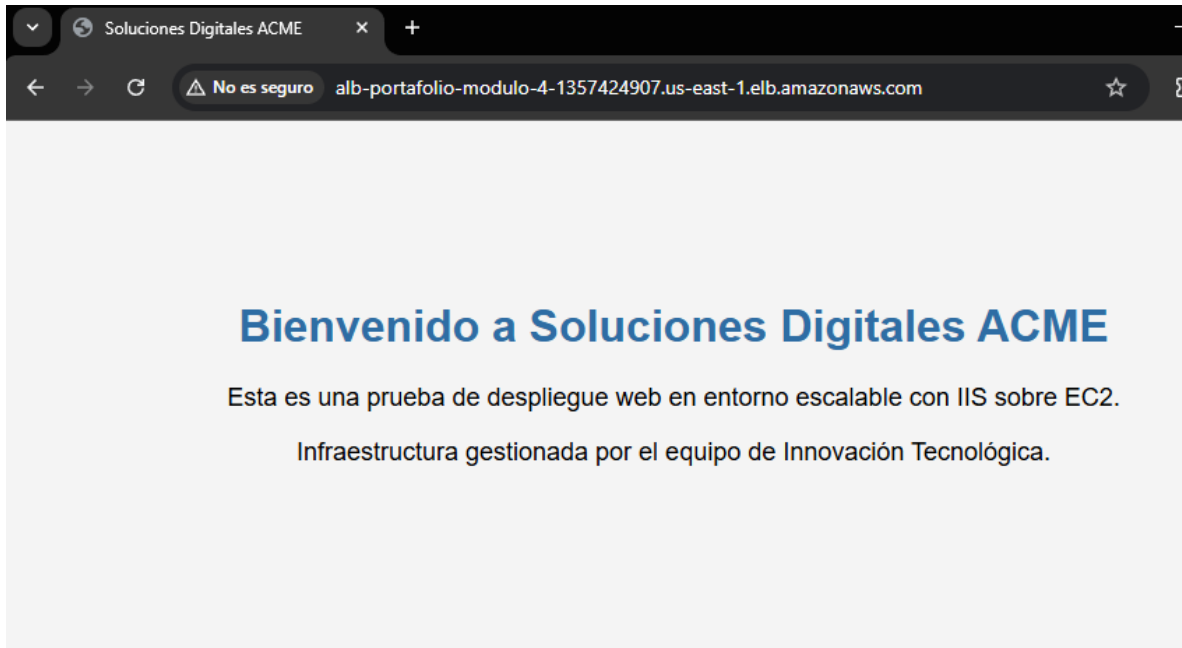 Soluciones Digitales ACME
No es seguro alb-portafolio-modulo-4-1357424907.us-east-1.elb.amazonaws.com
Bienvenido a Soluciones Digitales ACME
Esta es una prueba de despliegue web en entorno escalable con IIS sobre EC2.
Infraestructura gestionada por el equipo de Innovación Tecnológica.